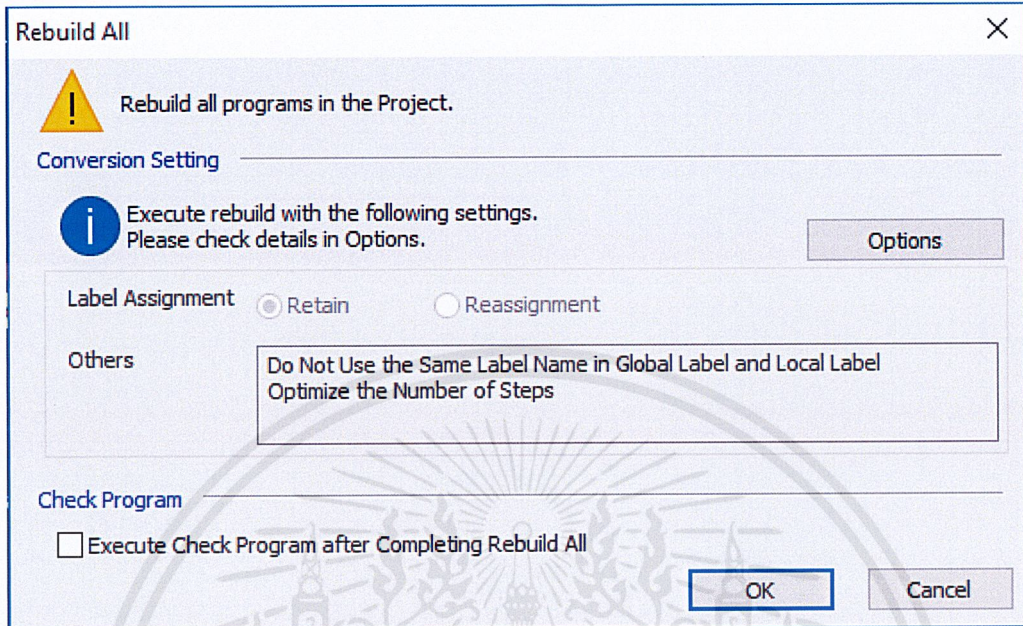 Rebuild All
Rebuild all programs in the Project.
Conversion Setting
Execute rebuild with the following settings.
Please check details in Options.
Options
Label Assignment
Retain
Reassignment
Others
Do Not Use the Same Label Name in Global Label and Local Label
Optimize the Number of Steps
Check Program
Execute Check Program after Completing Rebuild All
OK
Cancel